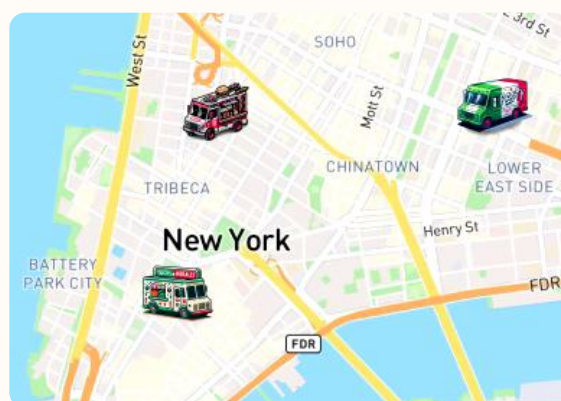 E 3rd St.
SOHO
West St
Mott St
CHINATOWN
LOWER
EAST SIDE
TRIBECA
Henry St
New York
BATTERY
PARK CITY
FDR
FDR